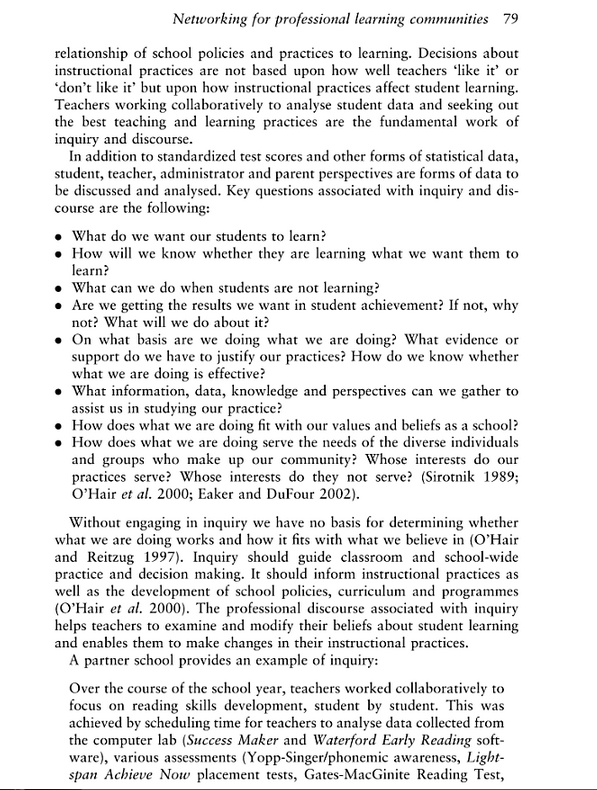 Networking for professional learning communities 79
relationship of school policies and practices to learning. Decisions about
instructional practices are not based upon how well teachers ‘like it’ or
‘don’t like it’ but upon how instructional practices affect student learning.
Teachers working collaboratively to analyse student data and seeking out
the best teaching and learning practices are the fundamental work of
inquiry and discourse.
In addition to standardized test scores and other forms of statistical data,
student, teacher, administrator and parent perspectives are forms of data to
be discussed and analysed. Key questions associated with inquiry and dis-
course are the following:
● What do we want our students to learn?
● How will we know whether they are learning what we want them to
learn?
● What can we do when students are not learning?
● Are we getting the results we want in student achievement? If not, why
not? What will we do about it?
● On what basis are we doing what we are doing? What evidence or
support do we have to justify our practices? How do we know whether
what we are doing is effective?
● What information, data, knowledge and perspectives can we gather to
assist us in studying our practice?
● How does what we are doing fit with our values and beliefs as a school?
● How does what we are doing serve the needs of the diverse individuals
and groups who make up our community? Whose interests do our
practices serve? Whose interests do they not serve? (Sirotnik 1989;
O’Hair et al. 2000; Eaker and DuFour 2002).
Without engaging in inquiry we have no basis for determining whether
what we are doing works and how it fits with what we believe in (O’Hair
and Reitzug 1997). Inquiry should guide classroom and school-wide
practice and decision making. It should inform instructional practices as
well as the development of school policies, curriculum and programmes
(O’Hair et al. 2000). The professional discourse associated with inquiry
helps teachers to examine and modify their beliefs about student learning
and enables them to make changes in their instructional practices.
A partner school provides an example of inquiry:
Over the course of the school year, teachers worked collaboratively to
focus on reading skills development, student by student. This was
achieved by scheduling time for teachers to analyse data collected from
the computer lab (Success Maker and Waterford Early Reading soft-
ware), various assessments (Yopp-Singer/phonemic awareness, Light-
span Achieve Now placement tests, Gates-MacGinite Reading Test,